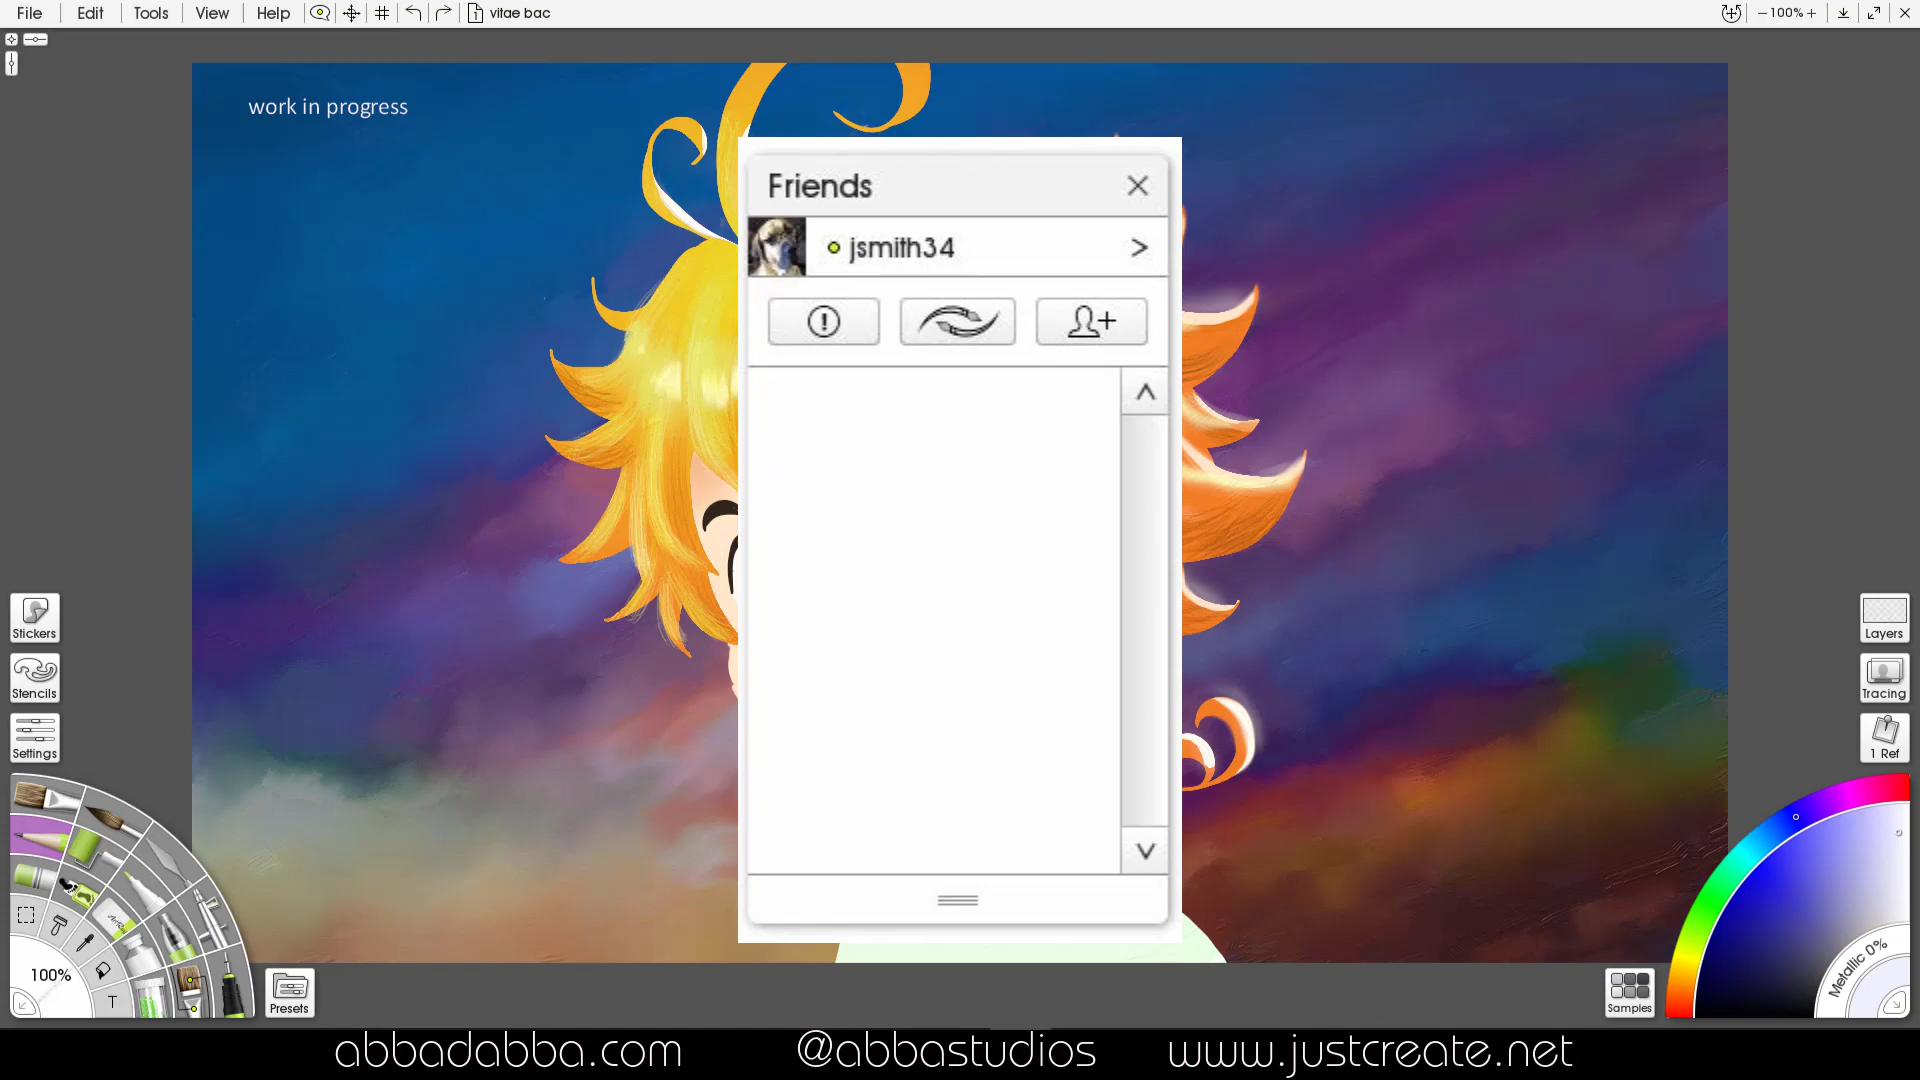 File Edit Tools View Help 1 vitae bac −100%+
work in progress
Friends
jsmith34
Stickers
Stencils
Settings
Layers
Tracing
1 Ref
100%
T
Presets
Samples
Metallic 0%
abbadabba.com @abbastudios www.justcreate.net